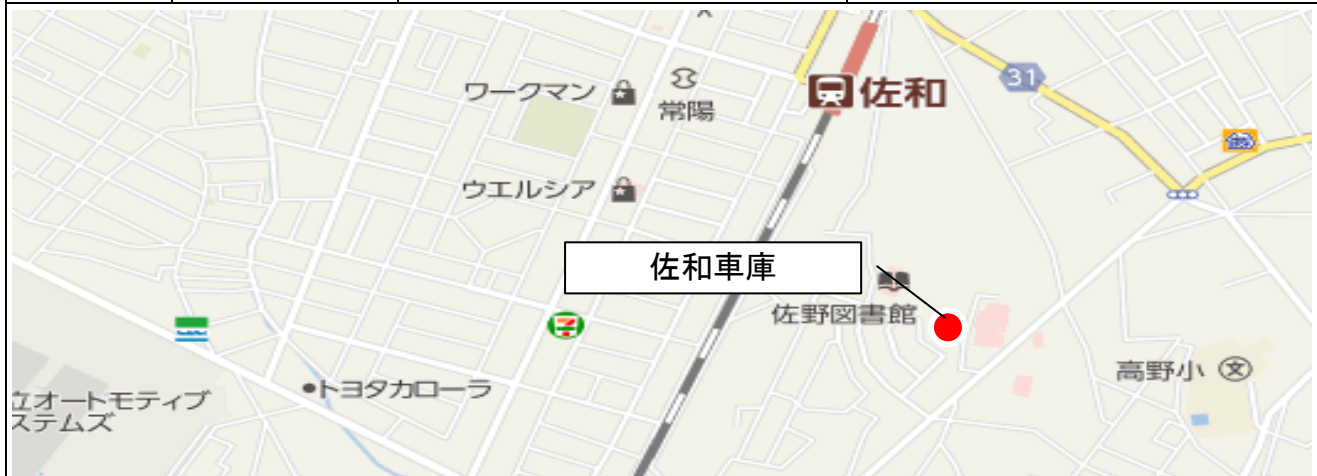 ワークマン
常陽
佐和
31
ウエルシア
佐和車庫
佐野図書館
7
トヨタカローラ
立オートモティブ
ステムズ
高野小
文